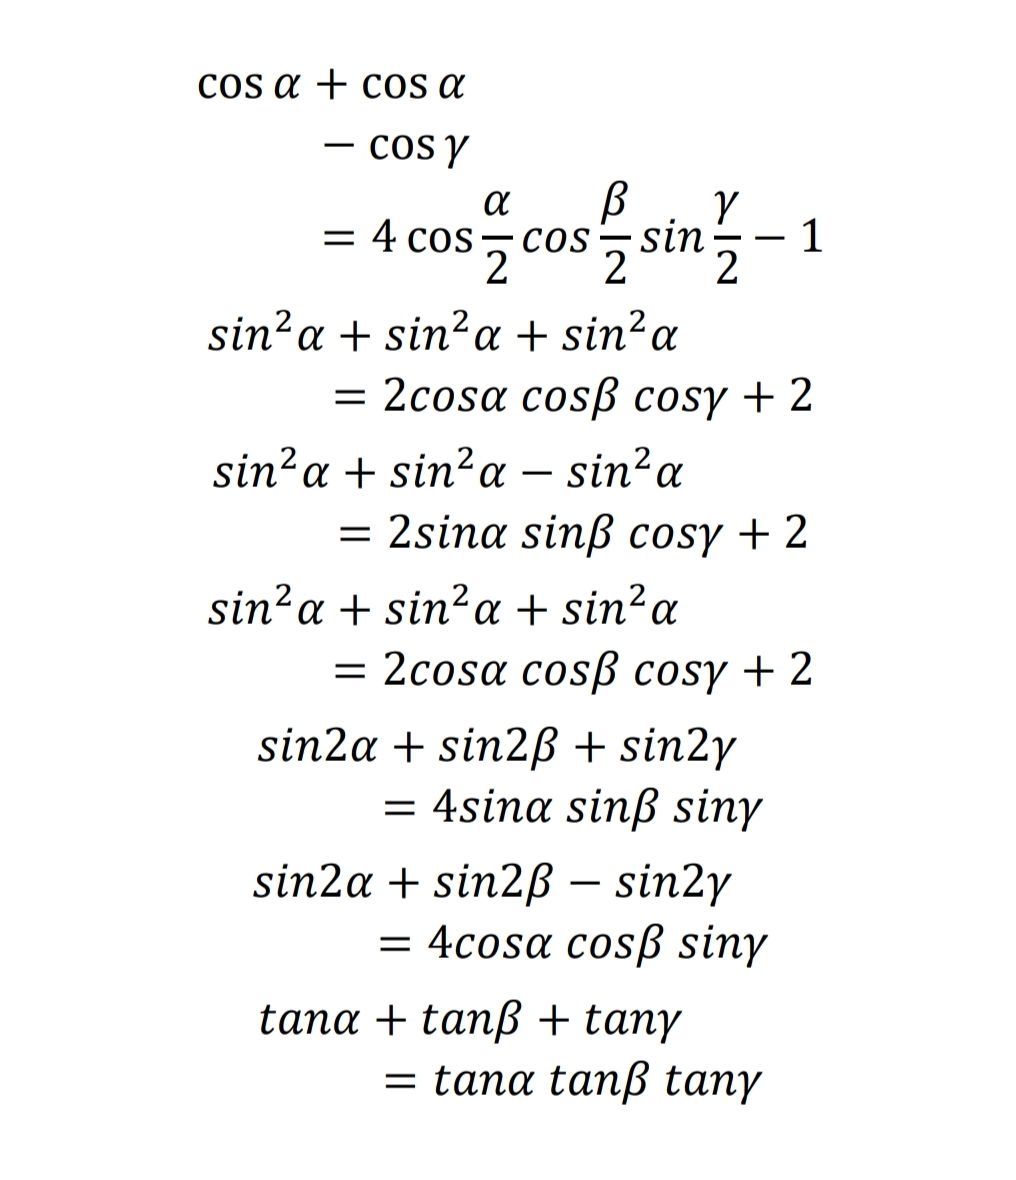 cos α + cos α
− cos γ
= 4 cos α/2 cos β/2 sin γ/2 − 1
sin²α + sin²α + sin²α
= 2cosα cosβ cosγ + 2
sin²α + sin²α − sin²α
= 2sinα sinβ cosγ + 2
sin²α + sin²α + sin²α
= 2cosα cosβ cosγ + 2
sin2α + sin2β + sin2γ
= 4sinα sinβ sinγ
sin2α + sin2β − sin2γ
= 4cosα cosβ sinγ
tanα + tanβ + tanγ
= tanα tanβ tanγ